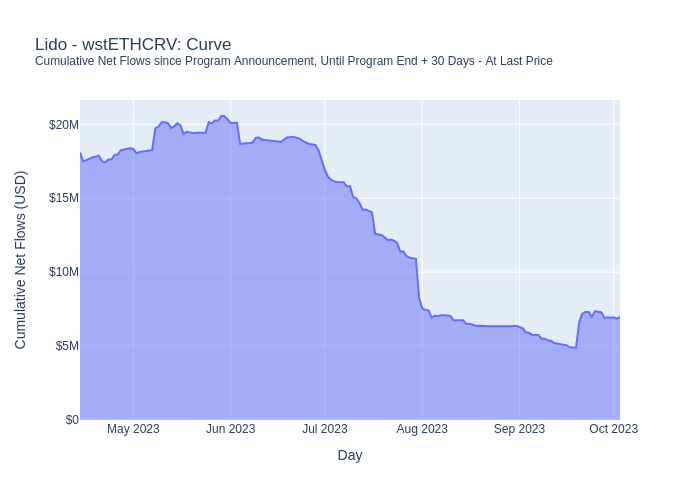 Lido - wstETHCRV: Curve
Cumulative Net Flows since Program Announcement, Until Program End + 30 Days - At Last Price
Cumulative Net Flows (USD)
$20M
$15M
$10M
$5M
$0
May 2023
Jun 2023
Jul 2023
Aug 2023
Sep 2023
Oct 2023
Day